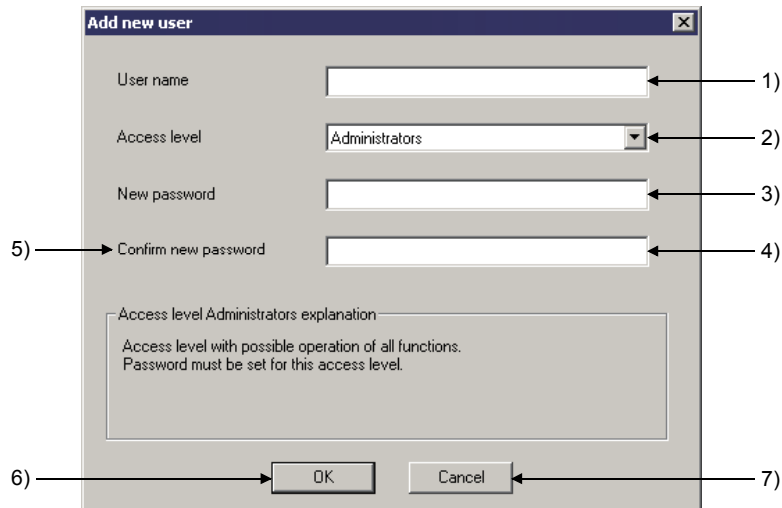 Add new user
User name
1)
Access level
Administrators
2)
New password
3)
5)
Confirm new password
4)
Access level Administrators explanation
Access level with possible operation of all functions.
Password must be set for this access level.
6)
OK
Cancel
7)